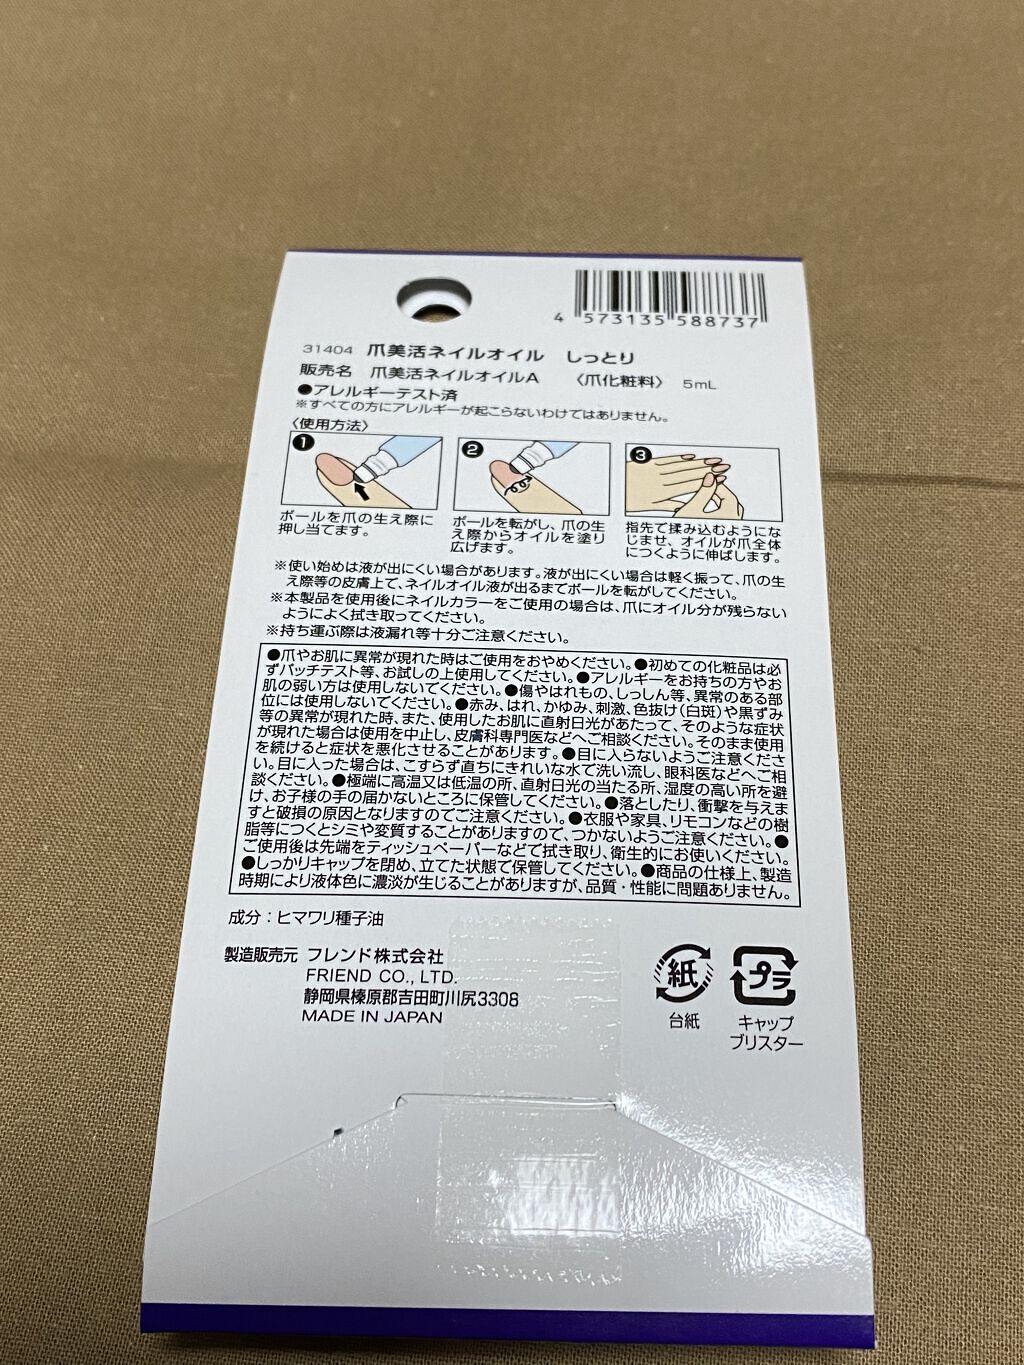 4 573135 588737
31404 爪美活ネイルオイル しっとり
販売名 爪美活ネイルオイルA 〈爪化粧料〉 5mL
●アレルギーテスト済
※すべての方にアレルギーが起こらないわけではありません。
〈使用方法〉
1
2
3
ボールを爪の生え際に
押し当てます。
ボールを転がし、爪の生
え際からオイルを塗り
広げます。
指先で揉み込むようにな
じませ、オイルが爪全体
につくように伸ばします。
※使い始めは液が出にくい場合があります。液が出にくい場合は軽く振って、爪の生
え際等の皮膚上で、ネイルオイル液が出るまでボールを転がしてください。
※本製品を使用後にネイルカラーをご使用の場合は、爪にオイル分が残らない
ようによく拭き取ってください。
※持ち運ぶ際は液漏れ等十分ご注意ください。
●爪やお肌に異常が現れた時はご使用をおやめください。●初めての化粧品は必
ずパッチテスト等、お試しの上使用してください。●アレルギーをお持ちの方やお
肌の弱い方は使用しないでください。●傷やはれもの、しっしん等、異常のある部
位には使用しないでください。●赤み、はれ、かゆみ、刺激、色抜け(白斑)や黒ずみ
等の異常が現れた時、また、使用したお肌に直射日光があたって、そのような症状
が現れた場合は使用を中止し、皮膚科専門医などへご相談ください。そのまま使用
を続けると症状を悪化させることがあります。●目に入らないようご注意くださ
い。目に入った場合は、こすらず直ちにきれいな水で洗い流し、眼科医などへご相
談ください。●極端に高温又は低温の所、直射日光の当たる所、湿度の高い所を避
け、お子様の手の届かないところに保管してください。●落としたり、衝撃を与えま
すと破損の原因となりますのでご注意ください。●衣服や家具、リモコンなどの樹
脂等につくとシミや変質することがありますので、つかないようご注意ください。●
ご使用後は先端をティッシュペーパーなどで拭き取り、衛生的にお使いください。
●しっかりキャップを閉め、立てた状態で保管してください。●商品の仕様上、製造
時期により液体色に濃淡が生じることがありますが、品質・性能に問題ありません。
成分：ヒマワリ種子油
製造販売元 フレンド株式会社
FRIEND CO., LTD.
静岡県榛原郡吉田町川尻3308
MADE IN JAPAN
紙
台紙
プラ
キャップ
ブリスター